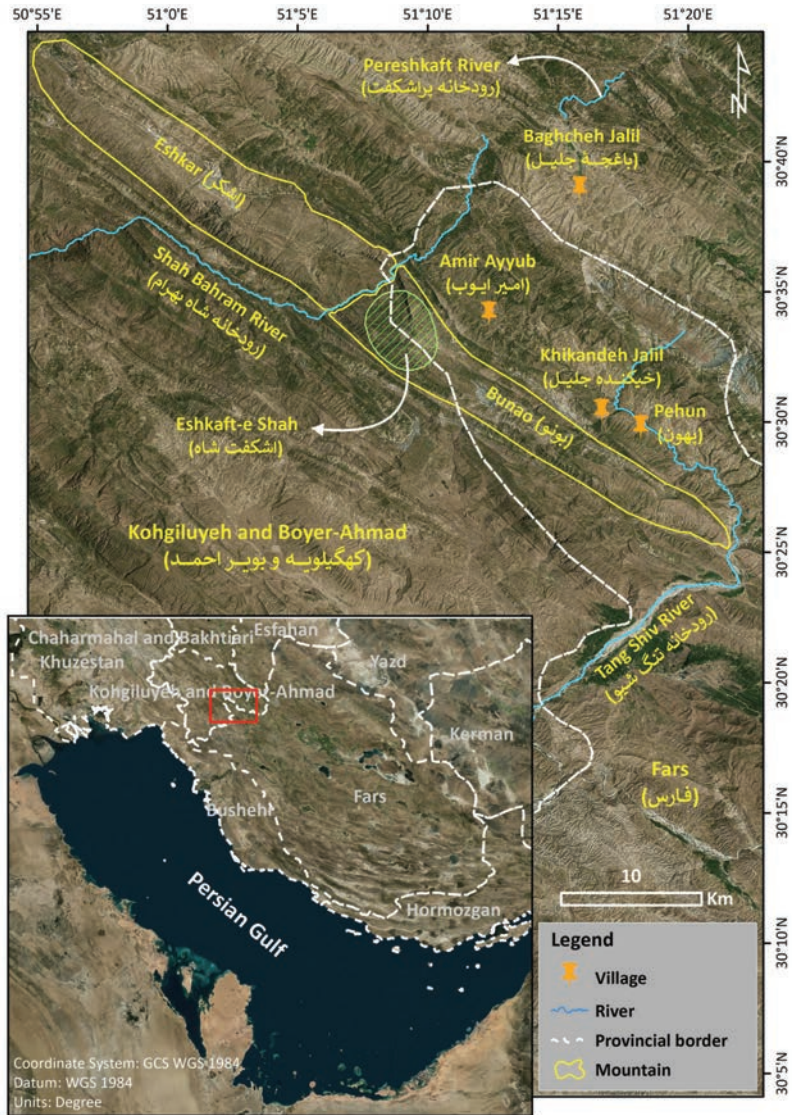 50°55'E
51°0'E
51°5'E
51°10'E
51°15'E
51°20'E
Pereshkaft River
(رودخانه پراشکفت)
N
Baghcheh Jalil
(باغچهٔ جلیل)
30°40'N
Eshkar (اشگر)
Shah Bahram River
(رودخانه شاه بهرام)
Amir Ayyub
(امیر ایوب)
30°35'N
Khikandeh Jalil
(خیگنده جلیل)
Pehun
(پهون)
Bunao (بونو)
30°30'N
Eshkaft-e Shah
(اشکفت شاه)
Kohgiluyeh and Boyer-Ahmad
(کهگیلویه و بویر احمد)
30°25'N
Tang Shiv River
(رودخانه تنگ شیو)
30°20'N
Fars
(فارس)
30°15'N
Chaharmahal and Bakhtiari
Esfahan
Khuzestan
Yazd
Kohgiluyeh and Boyer-Ahmad
Kerman
Fars
Bushehr
Persian Gulf
Hormozgan
10
Km
30°10'N
Legend
Village
River
Provincial border
Mountain
30°5'N
Coordinate System: GCS WGS 1984
Datum: WGS 1984
Units: Degree